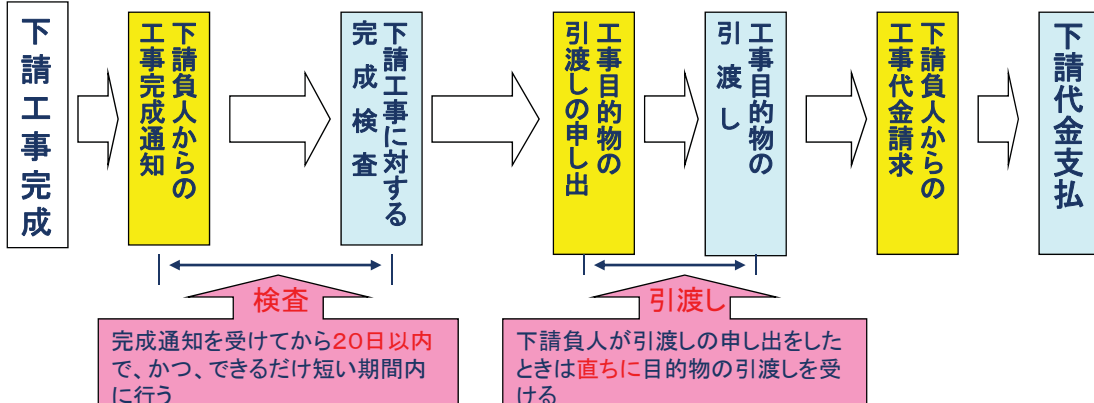 下請工事完成
下請負人からの
工事完成通知
下請工事に対する
完成検査
工事目的物の
引渡しの申し出
工事目的物の
引渡し
下請負人からの
工事代金請求
下請代金支払
検査
完成通知を受けてから20日以内
で、かつ、できるだけ短い期間内
に行う
引渡し
下請負人が引渡しの申し出をした
ときは直ちに目的物の引渡しを受
ける